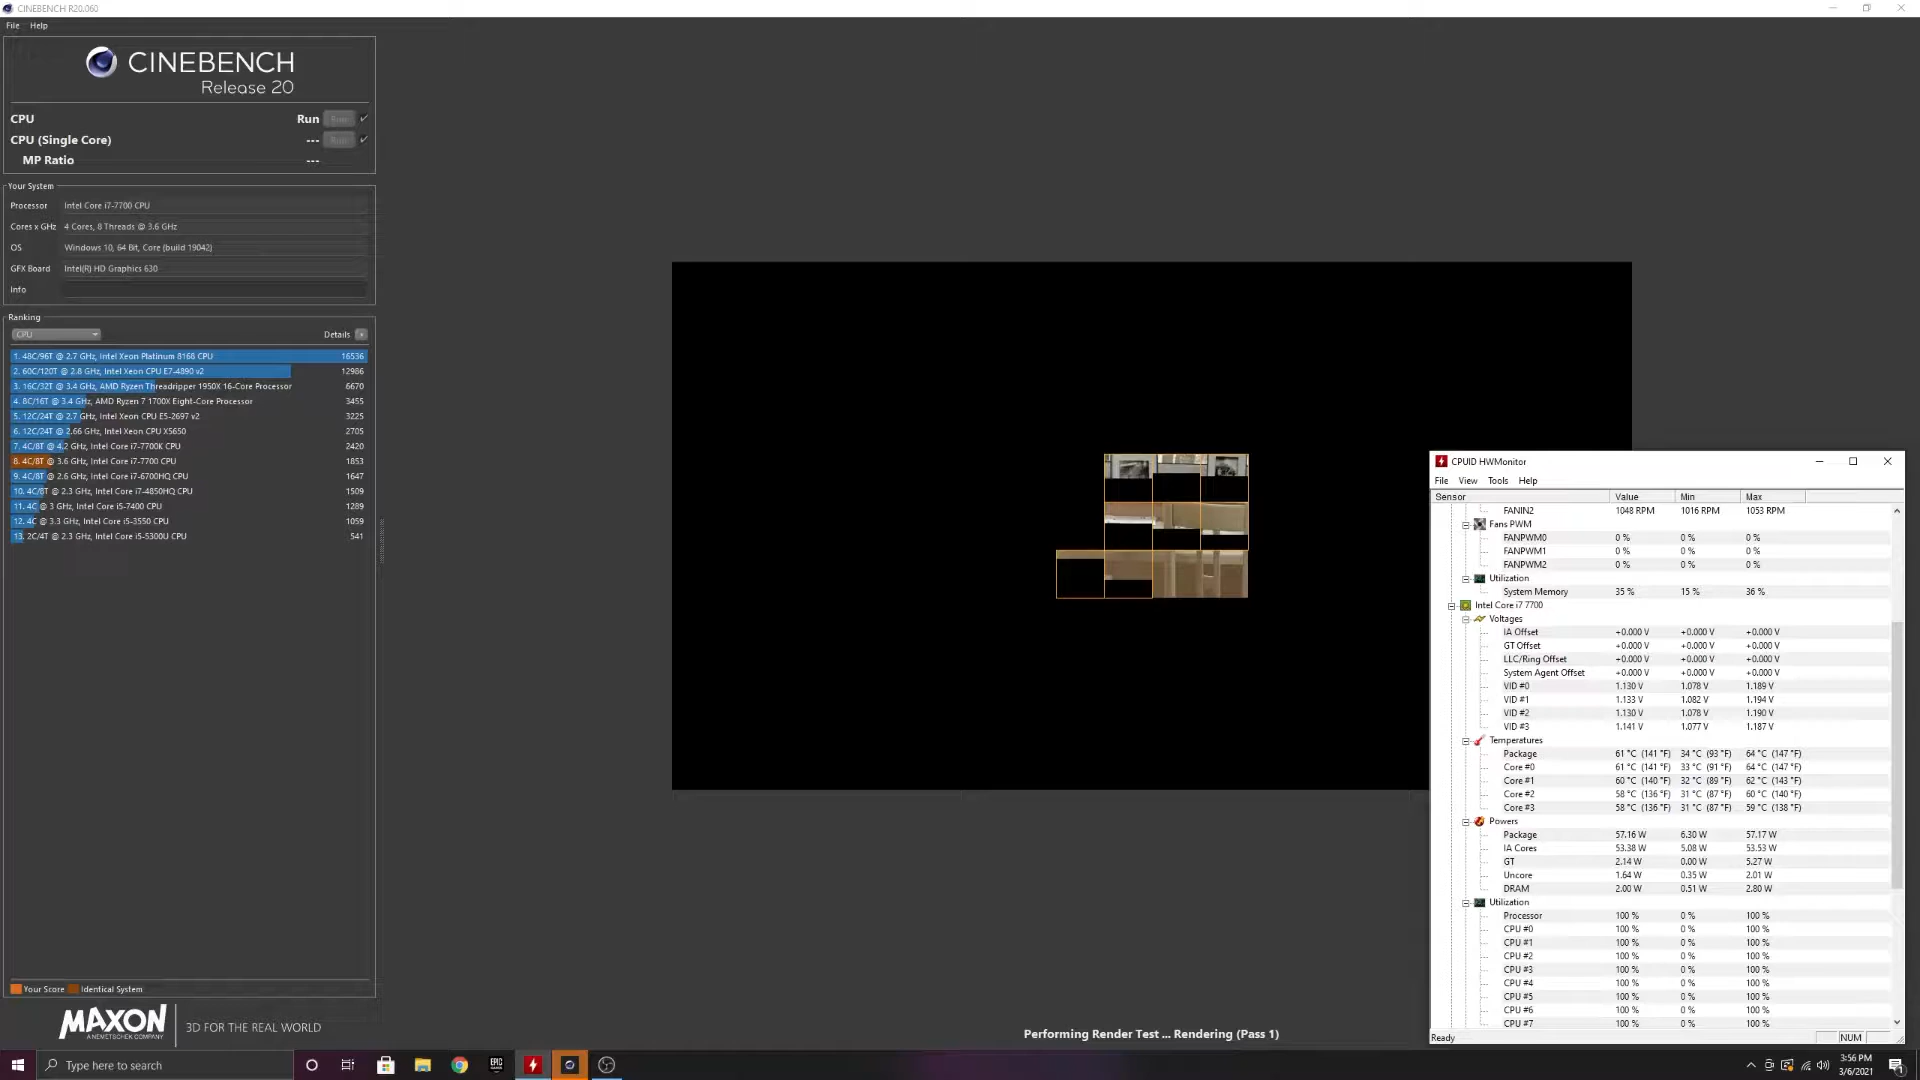 CINEBENCH R20.060
File Help
CINEBENCH
Release 20
CPU Run Run
CPU (Single Core) --- Run
MP Ratio ---
Your System
Processor Intel Core i7-7700 CPU
Cores x GHz 4 Cores, 8 Threads @ 3.6 GHz
OS Windows 10, 64 Bit, Core (build 19042)
GFX Board Intel(R) HD Graphics 630
Info
Ranking
CPU Details
1. 48C/96T @ 2.7 GHz, Intel Xeon Platinum 8168 CPU 16536
2. 60C/120T @ 2.8 GHz, Intel Xeon CPU E7-4890 v2 12986
3. 16C/32T @ 3.4 GHz, AMD Ryzen Threadripper 1950X 16-Core Processor 6670
4. 8C/16T @ 3.4 GHz, AMD Ryzen 7 1700X Eight-Core Processor 3455
5. 12C/24T @ 2.7 GHz, Intel Xeon CPU E5-2697 v2 3225
6. 12C/24T @ 2.66 GHz, Intel Xeon CPU X5650 2705
7. 4C/8T @ 4.2 GHz, Intel Core i7-7700K CPU 2420
8. 4C/8T @ 3.6 GHz, Intel Core i7-7700 CPU 1853
9. 4C/8T @ 2.6 GHz, Intel Core i7-6700HQ CPU 1647
10. 4C/8T @ 2.3 GHz, Intel Core i7-4850HQ CPU 1509
11. 4C @ 3 GHz, Intel Core i5-7400 CPU 1289
12. 4C @ 3.3 GHz, Intel Core i5-3550 CPU 1059
13. 2C/4T @ 2.3 GHz, Intel Core i5-5300U CPU 541
Your Score Identical System
MAXON
A NEMETSCHEK COMPANY
3D FOR THE REAL WORLD
Performing Render Test ... Rendering (Pass 1)
CPUID HWMonitor
File View Tools Help
Sensor Value Min Max
FANIN2 1048 RPM 1016 RPM 1053 RPM
Fans PWM
FANPWM0 0 % 0 % 0 %
FANPWM1 0 % 0 % 0 %
FANPWM2 0 % 0 % 0 %
Utilization
System Memory 35 % 15 % 36 %
Intel Core i7 7700
Voltages
IA Offset +0.000 V +0.000 V +0.000 V
GT Offset +0.000 V +0.000 V +0.000 V
LLC/Ring Offset +0.000 V +0.000 V +0.000 V
System Agent Offset +0.000 V +0.000 V +0.000 V
VID #0 1.130 V 1.078 V 1.189 V
VID #1 1.133 V 1.082 V 1.194 V
VID #2 1.130 V 1.078 V 1.190 V
VID #3 1.141 V 1.077 V 1.187 V
Temperatures
Package 61 °C (141 °F) 34 °C (93 °F) 64 °C (147 °F)
Core #0 61 °C (141 °F) 33 °C (91 °F) 64 °C (147 °F)
Core #1 60 °C (140 °F) 32 °C (89 °F) 62 °C (143 °F)
Core #2 58 °C (136 °F) 31 °C (87 °F) 60 °C (140 °F)
Core #3 58 °C (136 °F) 31 °C (87 °F) 59 °C (138 °F)
Powers
Package 57.16 W 6.30 W 57.17 W
IA Cores 53.38 W 5.08 W 53.53 W
GT 2.14 W 0.00 W 5.27 W
Uncore 1.64 W 0.35 W 2.01 W
DRAM 2.00 W 0.51 W 2.80 W
Utilization
Processor 100 % 0 % 100 %
CPU #0 100 % 0 % 100 %
CPU #1 100 % 0 % 100 %
CPU #2 100 % 0 % 100 %
CPU #3 100 % 0 % 100 %
CPU #4 100 % 0 % 100 %
CPU #5 100 % 0 % 100 %
CPU #6 100 % 0 % 100 %
CPU #7 100 % 0 % 100 %
Ready NUM
Type here to search
EPIC
3:56 PM
3/6/2021